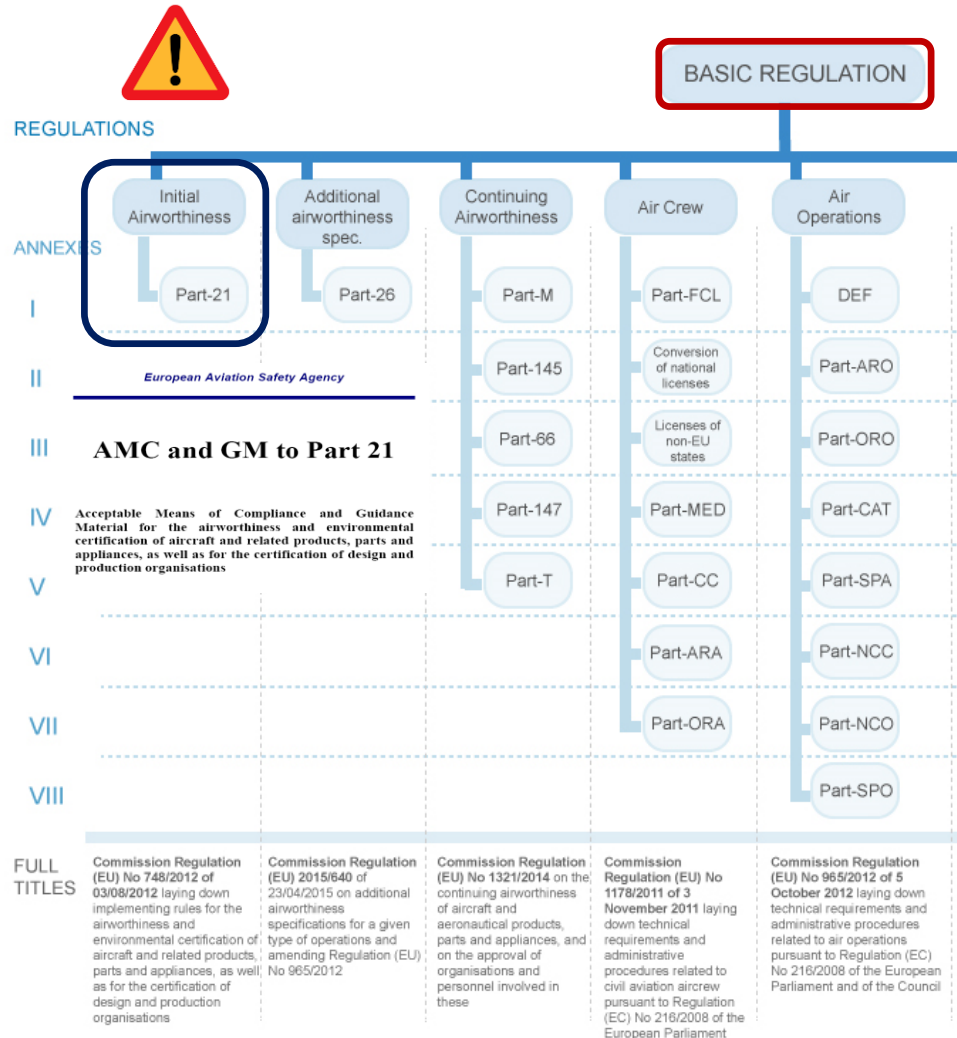 !
BASIC REGULATION
REGULATIONS
Initial
Airworthiness
Additional
airworthiness
spec.
Continuing
Airworthiness
Air Crew
Air
Operations
ANNEXES
I
Part-21
Part-26
Part-M
Part-FCL
DEF
II
European Aviation Safety Agency
Part-145
Conversion
of national
licenses
Part-ARO
III
AMC and GM to Part 21
Part-66
Licenses of
non-EU
states
Part-ORO
IV
Acceptable Means of Compliance and Guidance
Material for the airworthiness and environmental
certification of aircraft and related products, parts and
appliances, as well as for the certification of design and
production organisations
Part-147
Part-MED
Part-CAT
V
Part-T
Part-CC
Part-SPA
VI
Part-ARA
Part-NCC
VII
Part-ORA
Part-NCO
VIII
Part-SPO
FULL
TITLES
Commission Regulation
(EU) No 748/2012 of
03/08/2012 laying down
implementing rules for the
airworthiness and
environmental certification of
aircraft and related products,
parts and appliances, as well
as for the certification of
design and production
organisations
Commission Regulation
(EU) 2015/640 of
23/04/2015 on additional
airworthiness
specifications for a given
type of operations and
amending Regulation (EU)
No 965/2012
Commission Regulation
(EU) No 1321/2014 on the
continuing airworthiness
of aircraft and
aeronautical products,
parts and appliances, and
on the approval of
organisations and
personnel involved in
these
Commission
Regulation (EU) No
1178/2011 of 3
November 2011 laying
down technical
requirements and
administrative
procedures related to
civil aviation aircrew
pursuant to Regulation
(EC) No 216/2008 of the
European Parliament
Commission Regulation
(EU) No 965/2012 of 5
October 2012 laying down
technical requirements and
administrative procedures
related to air operations
pursuant to Regulation (EC)
No 216/2008 of the European
Parliament and of the Council